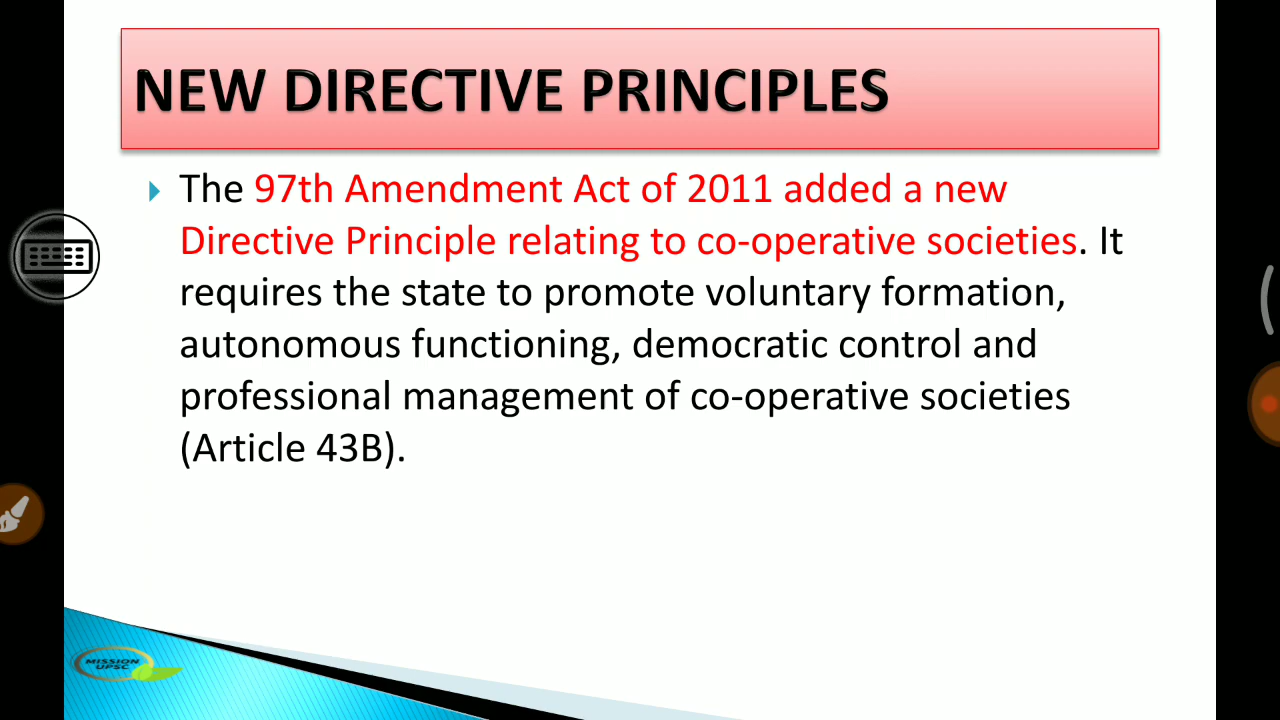 NEW DIRECTIVE PRINCIPLES
The 97th Amendment Act of 2011 added a new
Directive Principle relating to co-operative societies. It
requires the state to promote voluntary formation,
autonomous functioning, democratic control and
professional management of co-operative societies
(Article 43B).
MISSION
UPSC